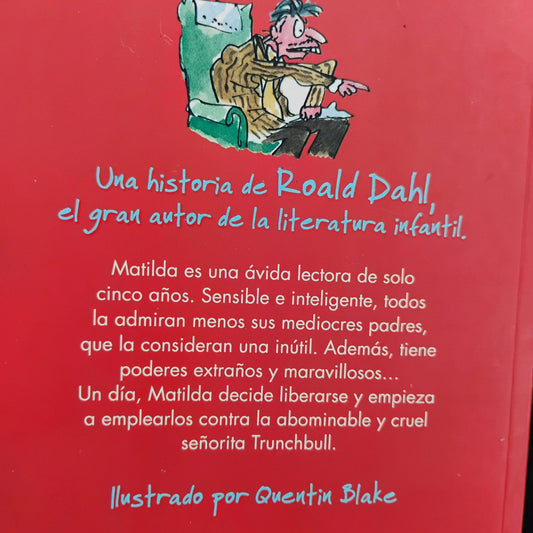 Una historia de Roald Dahl,
el gran autor de la literatura infantil.
Matilda es una ávida lectora de solo
cinco años. Sensible e inteligente, todos
la admiran menos sus mediocres padres,
que la consideran una inútil. Además, tiene
poderes extraños y maravillosos...
Un día, Matilda decide liberarse y empieza
a emplearlos contra la abominable y cruel
señorita Trunchbull.
Ilustrado por Quentin Blake